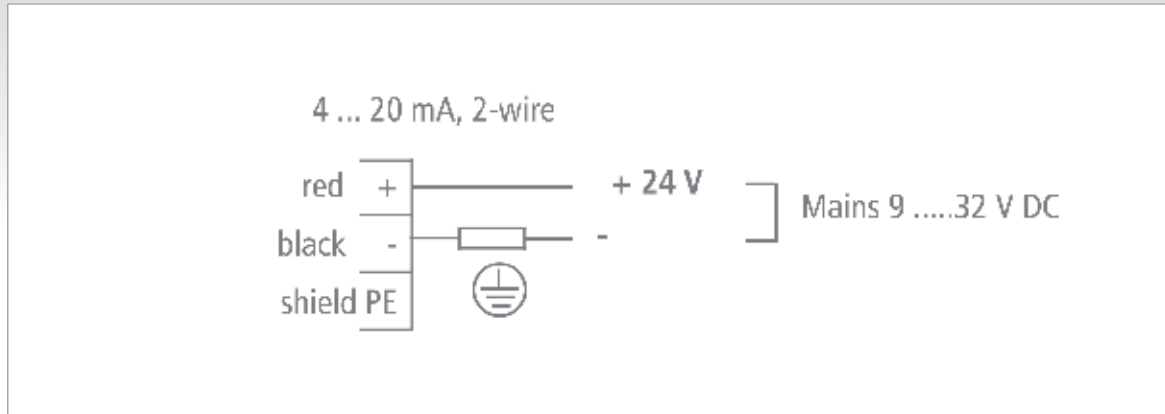 4 ... 20 mA, 2-wire
red + + 24 V
Mains 9 .....32 V DC
black - -
shield PE